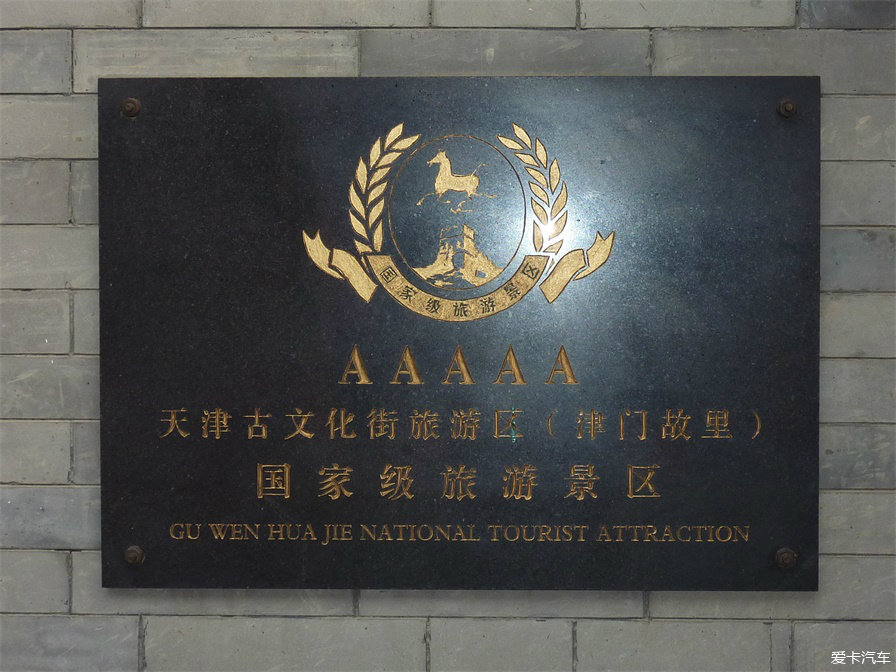 国家级旅游景区
AAAAA
天津古文化街旅游区（津门故里）
国家级旅游景区
GU WEN HUA JIE NATIONAL TOURIST ATTRACTION
爱卡汽车